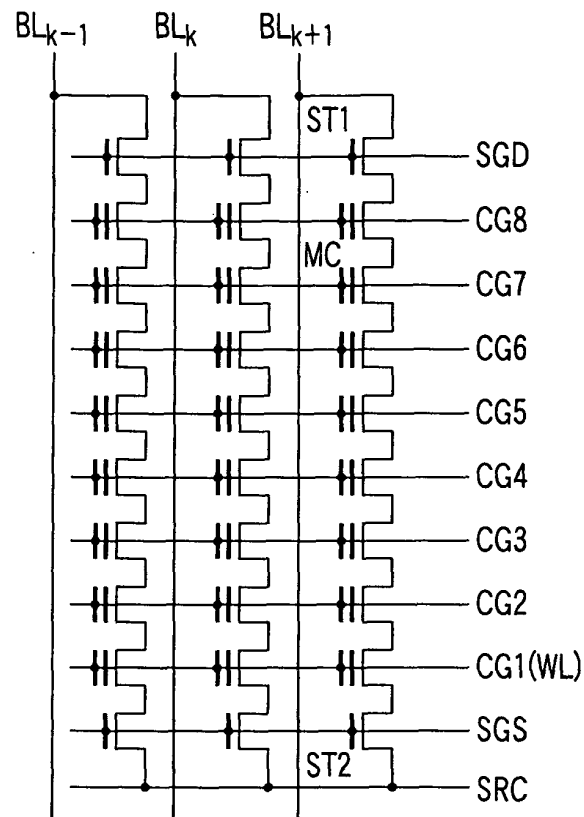 BLk-1 BLk BLk+1
ST1
SGD
CG8
MC
CG7
CG6
CG5
CG4
CG3
CG2
CG1(WL)
SGS
ST2
SRC